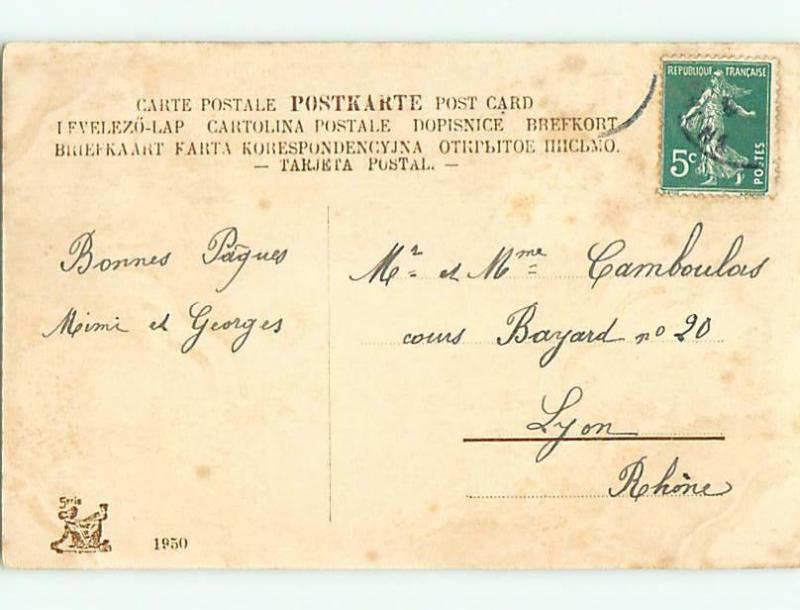 CARTE POSTALE POSTKARTE POST CARD
LEVELEZŐ-LAP CARTOLINA POSTALE DOPISNICE BREFKORT
BRIEFKAART KARTA KORESPONDENCYJNA ОТКРЫТОЕ ПИСЬМО.
— TARJETA POSTAL. —
REPUBLIQUE FRANÇAISE
5c
POSTES
Bonnes Pâques
Mimi et Georges
Mr et Mme Camboulas
cours Bayard no 20
Lyon
Rhône
Serie
1950